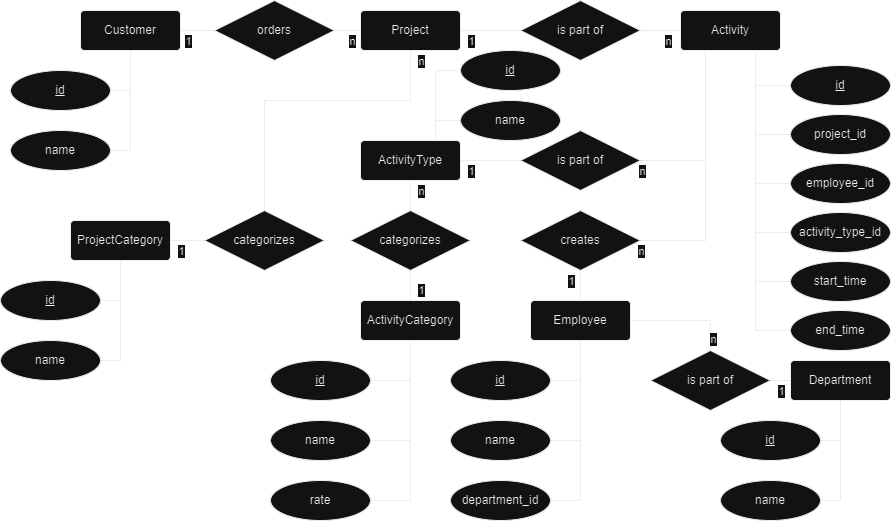 Customer
1
orders
n
Project
1
is part of
n
Activity
n
id
id
id
name
name
project_id
ActivityType
1
is part of
n
employee_id
n
ProjectCategory
1
categorizes
categorizes
creates
n
activity_type_id
1
1
start_time
id
ActivityCategory
Employee
end_time
n
name
id
id
is part of
1
Department
name
name
id
rate
department_id
name